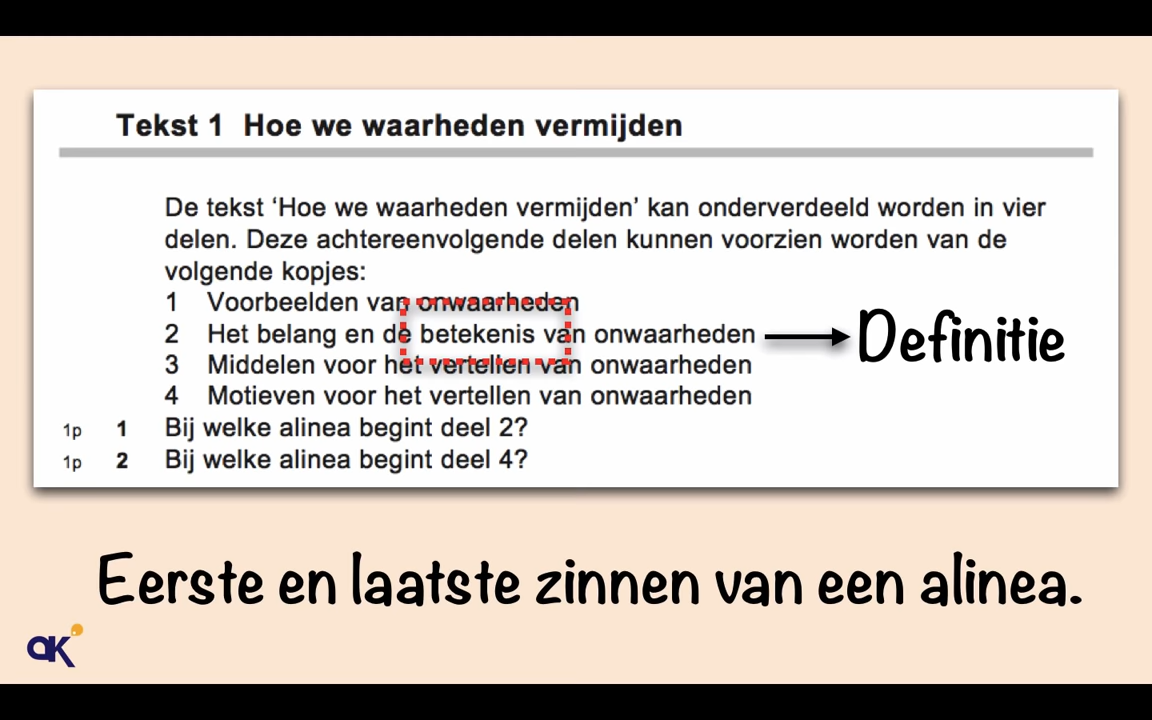 Tekst 1 Hoe we waarheden vermijden
De tekst ‘Hoe we waarheden vermijden’ kan onderverdeeld worden in vier
delen. Deze achtereenvolgende delen kunnen voorzien worden van de
volgende kopjes:
1 Voorbeelden van onwaarheden
2 Het belang en de betekenis van onwaarheden → Definitie
3 Middelen voor het vertellen van onwaarheden
4 Motieven voor het vertellen van onwaarheden
1p 1 Bij welke alinea begint deel 2?
1p 2 Bij welke alinea begint deel 4?
Eerste en laatste zinnen van een alinea.
aK